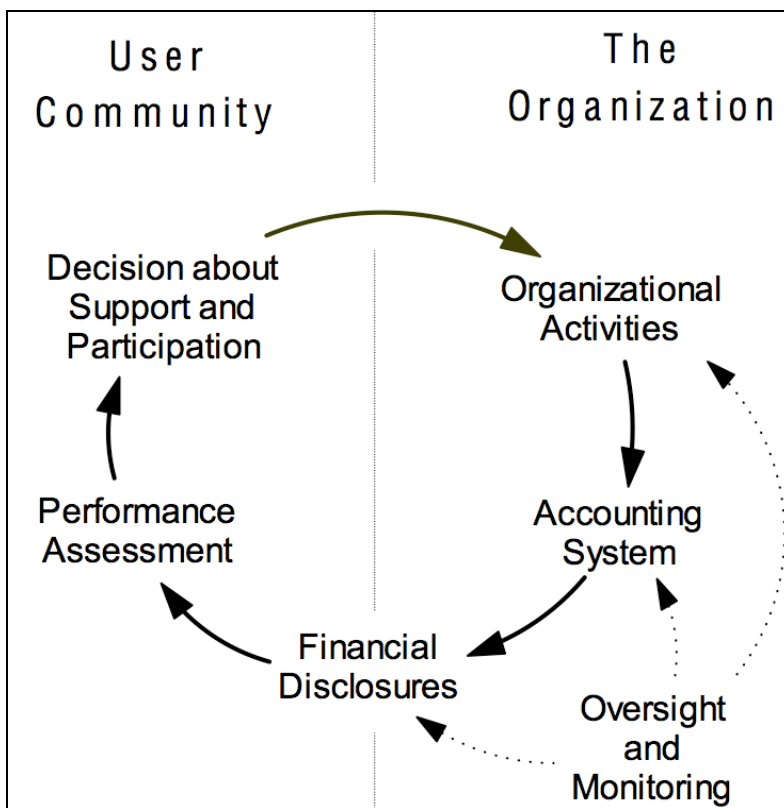 User
Community
The
Organization
Decision about
Support and
Participation
Organizational
Activities
Performance
Assessment
Accounting
System
Financial
Disclosures
Oversight
and
Monitoring